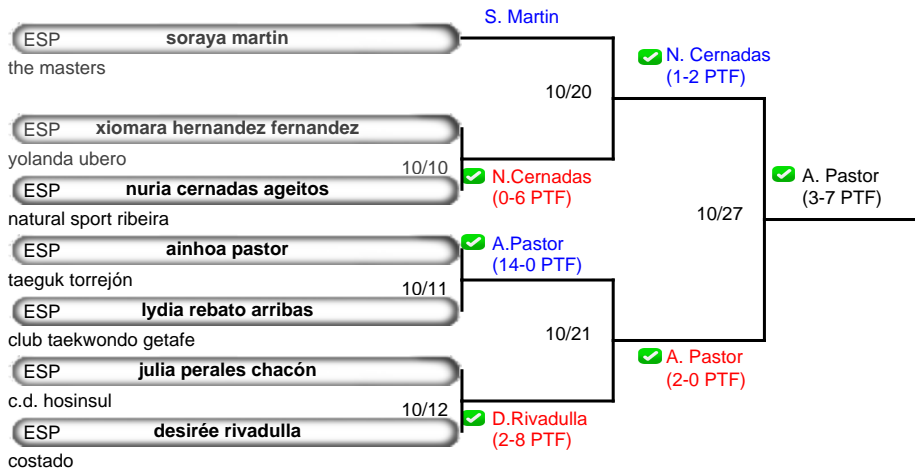 S. Martin
ESP soraya martin
the masters
N. Cernadas
(1-2 PTF)
10/20
ESP xiomara hernandez fernandez
yolanda ubero
10/10
N.Cernadas
(0-6 PTF)
ESP nuria cernadas ageitos
natural sport ribeira
A. Pastor
(3-7 PTF)
10/27
ESP ainhoa pastor
taeguk torrejón
A.Pastor
(14-0 PTF)
10/11
ESP lydia rebato arribas
club taekwondo getafe
10/21
A. Pastor
(2-0 PTF)
ESP julia perales chacón
c.d. hosinsul
10/12
D.Rivadulla
(2-8 PTF)
ESP desirée rivadulla
costado